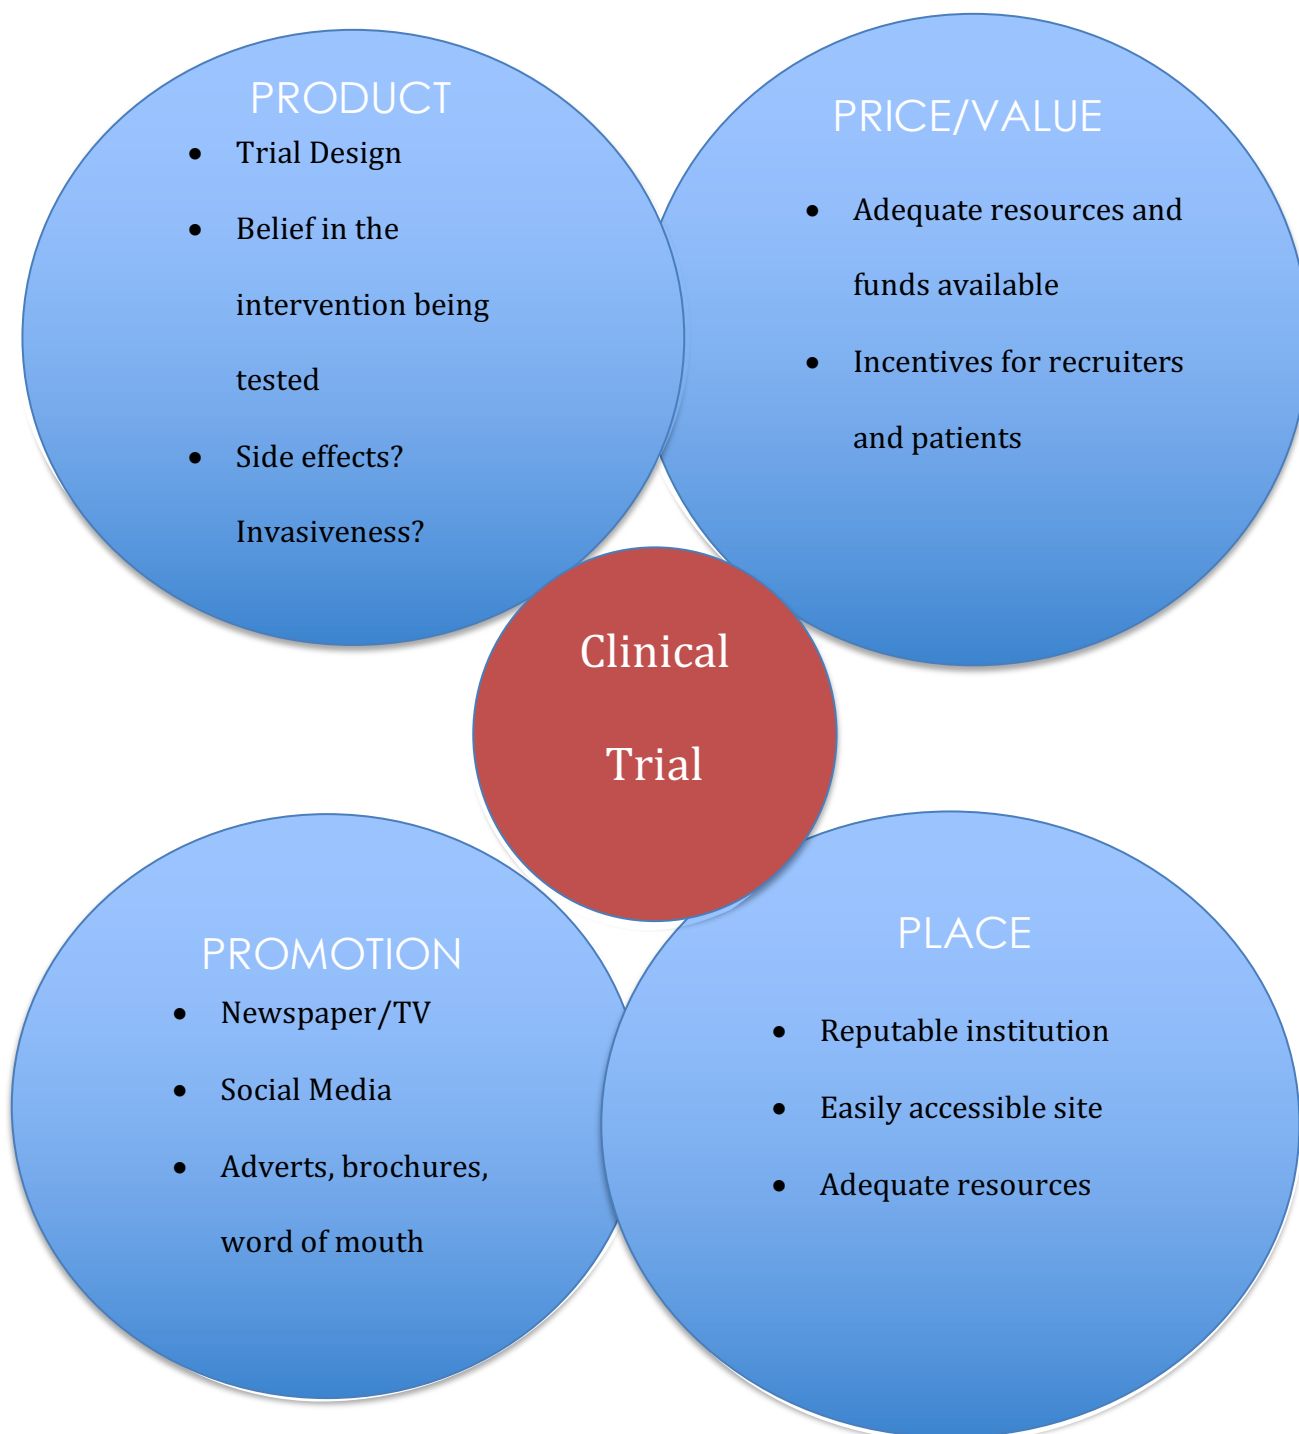 PRODUCT
• Trial Design
• Belief in the
intervention being
tested
• Side effects?
Invasiveness?
PRICE/VALUE
• Adequate resources and
funds available
• Incentives for recruiters
and patients
Clinical
Trial
PROMOTION
• Newspaper/TV
• Social Media
• Adverts, brochures,
word of mouth
PLACE
• Reputable institution
• Easily accessible site
• Adequate resources